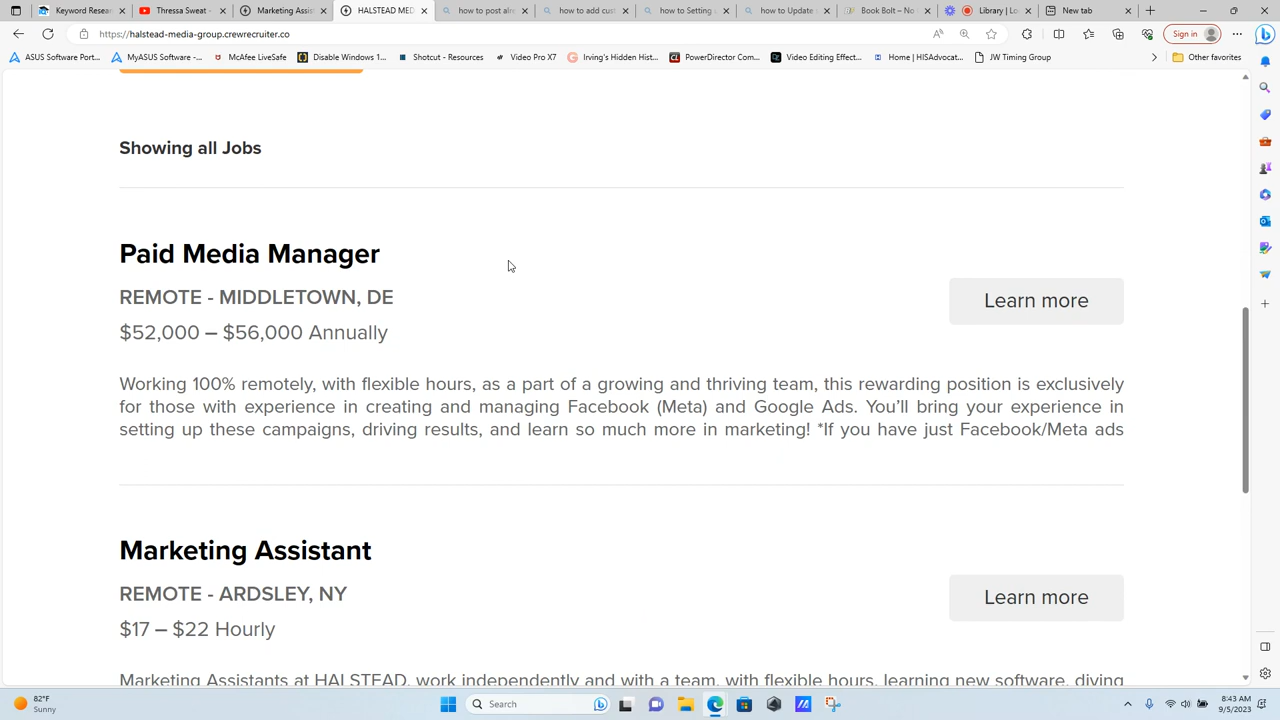 Keyword Resea
Thressa Sweat -
Marketing Assist
HALSTEAD MED
how to post alre
how to add cust
how to Setting u
how to Update
Book Bolt – No
Library | Lo
New tab
https://halstead-media-group.crewrecruiter.co
Sign in
ASUS Software Port...
MyASUS Software -...
McAfee LiveSafe
Disable Windows 1...
Shotcut - Resources
Video Pro X7
Irving's Hidden Hist...
PowerDirector Com...
Video Editing Effect...
Home | HISAdvocat...
JW Timing Group
Other favorites
Showing all Jobs
Paid Media Manager
REMOTE - MIDDLETOWN, DE
$52,000 – $56,000 Annually
Learn more
Working 100% remotely, with flexible hours, as a part of a growing and thriving team, this rewarding position is exclusively
for those with experience in creating and managing Facebook (Meta) and Google Ads. You’ll bring your experience in
setting up these campaigns, driving results, and learn so much more in marketing! *If you have just Facebook/Meta ads
Marketing Assistant
REMOTE - ARDSLEY, NY
$17 – $22 Hourly
Learn more
Marketing Assistants at HALSTEAD, work independently and with a team, with flexible hours, learning new software, diving
82°F
Sunny
Search
8:43 AM
9/5/2023